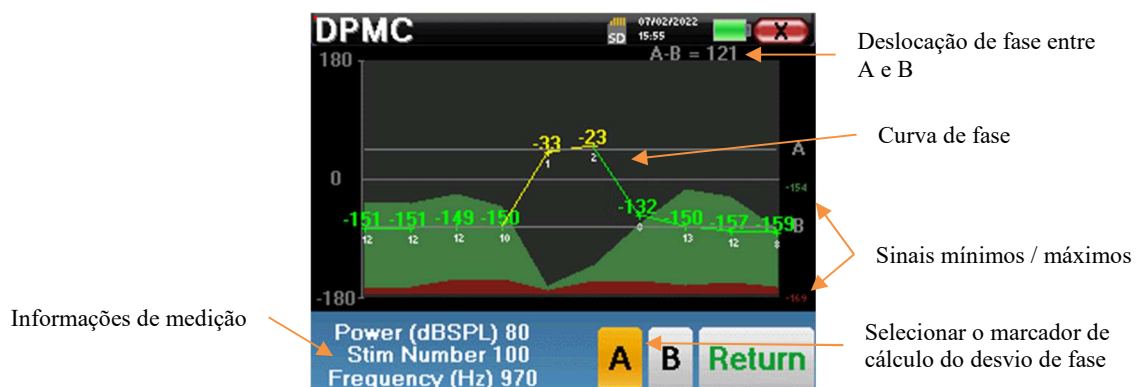 DPMC
SD
07/02/2022
15:55
X
A-B = 121
Deslocação de fase entre
A e B
180
-33
-23
1
2
Curva de fase
A
0
-154
-151 -151 -149 -150
-132
-150
-157
-159
B
12
12
12
10
13
12
8
Sinais mínimos / máximos
-180
-169
Informações de medição
Power (dBSPL) 80
Stim Number 100
Frequency (Hz) 970
A
B
Return
Selecionar o marcador de
cálculo do desvio de fase